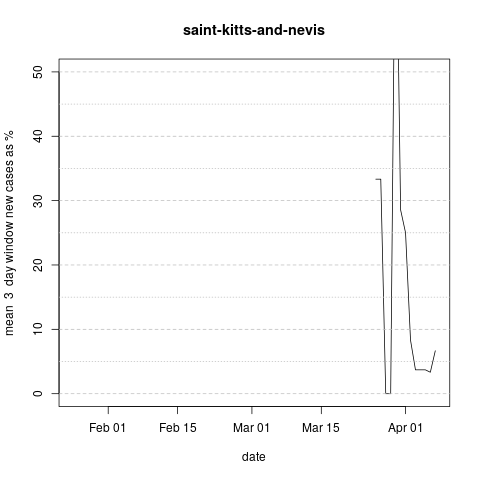 saint-kitts-and-nevis
mean 3 day window new cases as %
50
40
30
20
10
0
Feb 01 Feb 15 Mar 01 Mar 15 Apr 01
date